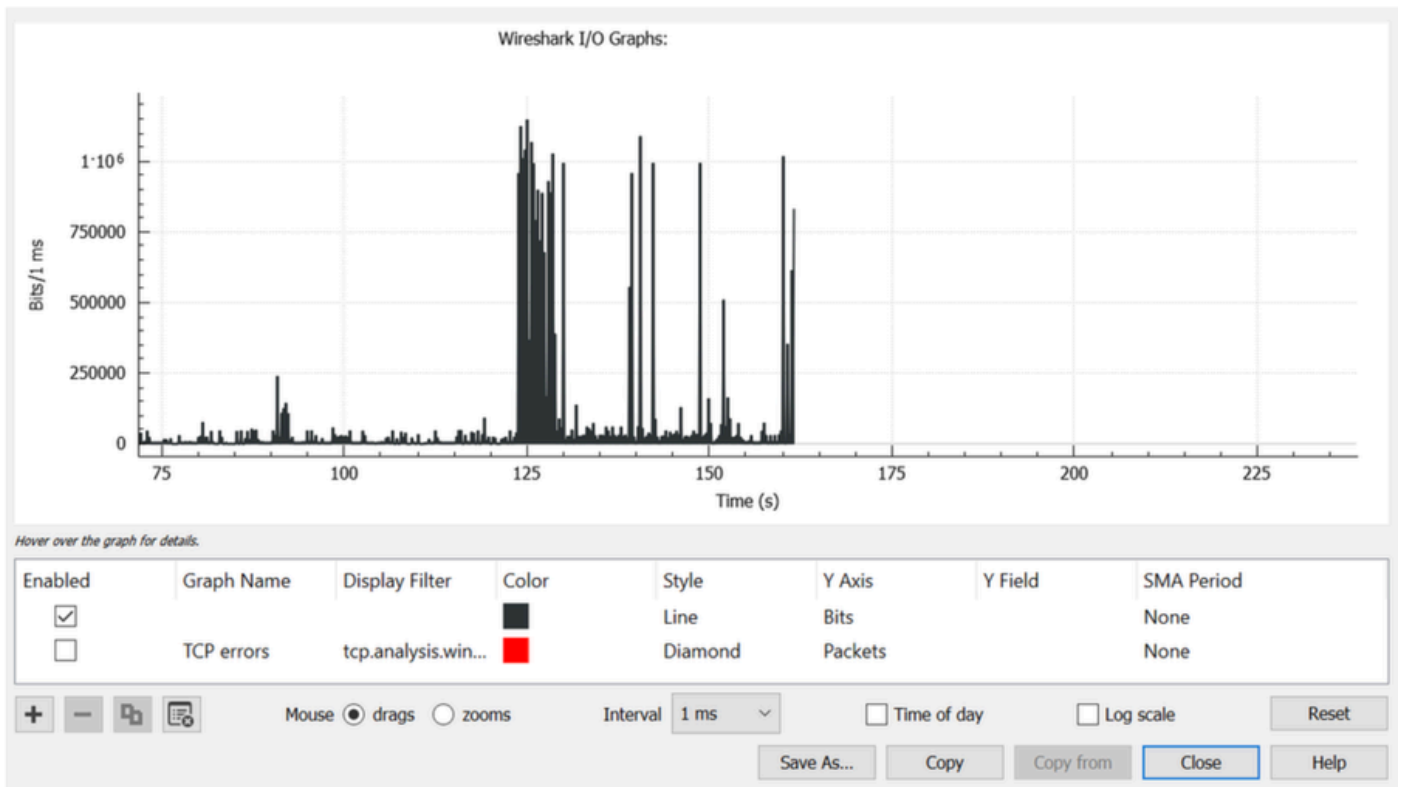 Wireshark I/O Graphs:
1·10⁶
750000
500000
250000
0
Bits/1 ms
75 100 125 150 175 200 225
Time (s)
Hover over the graph for details.
Enabled Graph Name Display Filter Color Style Y Axis Y Field SMA Period
Line Bits None
TCP errors tcp.analysis.win... Diamond Packets None
Mouse drags zooms Interval 1 ms Time of day Log scale Reset
Save As... Copy Copy from Close Help